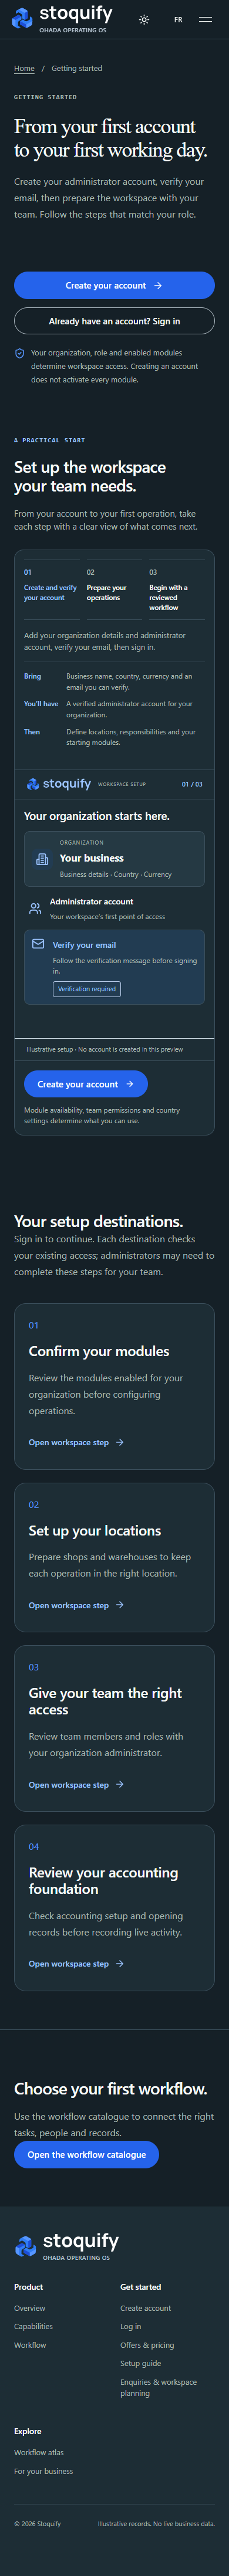 stoquify
OHADA OPERATING OS
FR
Home / Getting started
GETTING STARTED
From your first account
to your first working day.
Create your administrator account, verify your
email, then prepare the workspace with your
team. Follow the steps that match your role.
Create your account
Already have an account? Sign in
Your organization, role and enabled modules
determine workspace access. Creating an account
does not activate every module.
A PRACTICAL START
Set up the workspace
your team needs.
From your account to your first operation, take
each step with a clear view of what comes next.
01
Create and verify
your account
02
Prepare your
operations
03
Begin with a
reviewed
workflow
Add your organization details and administrator
account, verify your email, then sign in.
Bring
Business name, country, currency and an
email you can verify.
You'll have
A verified administrator account for your
organization.
Then
Define locations, responsibilities and your
starting modules.
stoquify WORKSPACE SETUP 01 / 03
Your organization starts here.
ORGANIZATION
Your business
Business details · Country · Currency
Administrator account
Your workspace's first point of access
Verify your email
Follow the verification message before signing
in.
Verification required
Illustrative setup · No account is created in this preview
Create your account
Module availability, team permissions and country
settings determine what you can use.
Your setup destinations.
Sign in to continue. Each destination checks
your existing access; administrators may need to
complete these steps for your team.
01
Confirm your modules
Review the modules enabled for your
organization before configuring
operations.
Open workspace step
02
Set up your locations
Prepare shops and warehouses to keep
each operation in the right location.
Open workspace step
03
Give your team the right
access
Review team members and roles with
your organization administrator.
Open workspace step
04
Review your accounting
foundation
Check accounting setup and opening
records before recording live activity.
Open workspace step
Choose your first workflow.
Use the workflow catalogue to connect the right
tasks, people and records.
Open the workflow catalogue
stoquify
OHADA OPERATING OS
Product
Overview
Capabilities
Workflow
Get started
Create account
Log in
Offers & pricing
Setup guide
Enquiries & workspace
planning
Explore
Workflow atlas
For your business
© 2026 Stoquify
Illustrative records. No live business data.